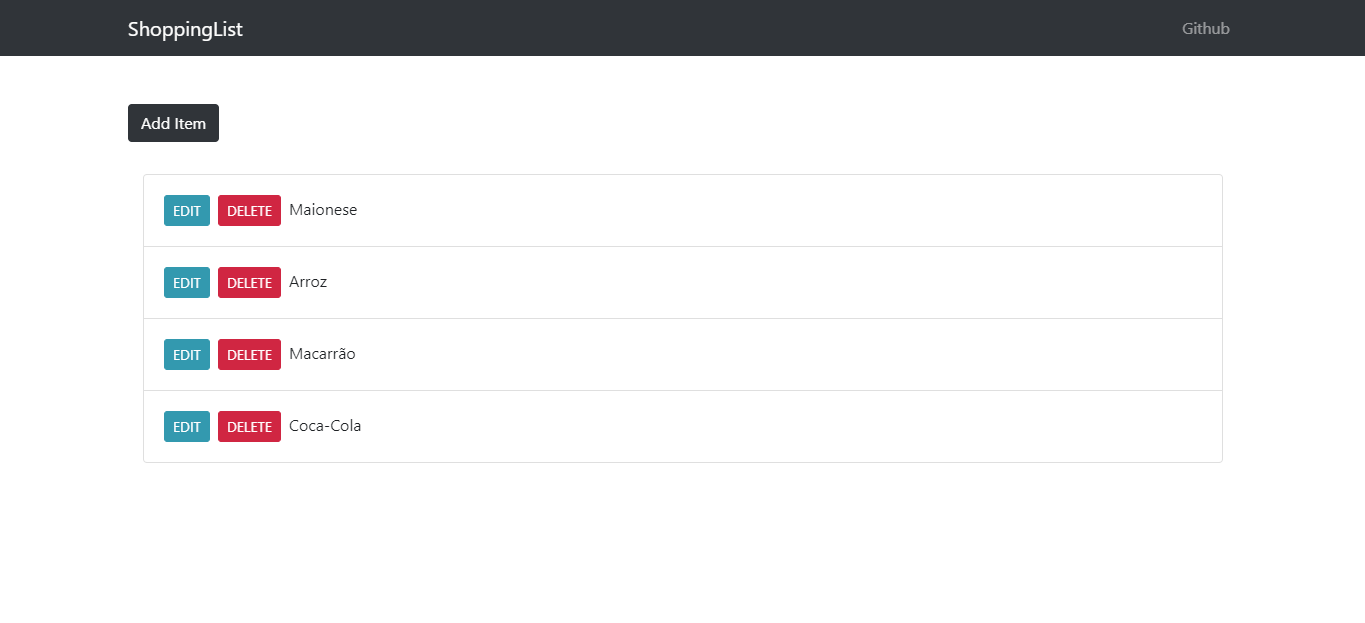 ShoppingList Github
Add Item
EDIT DELETE Maionese
EDIT DELETE Arroz
EDIT DELETE Macarrão
EDIT DELETE Coca-Cola